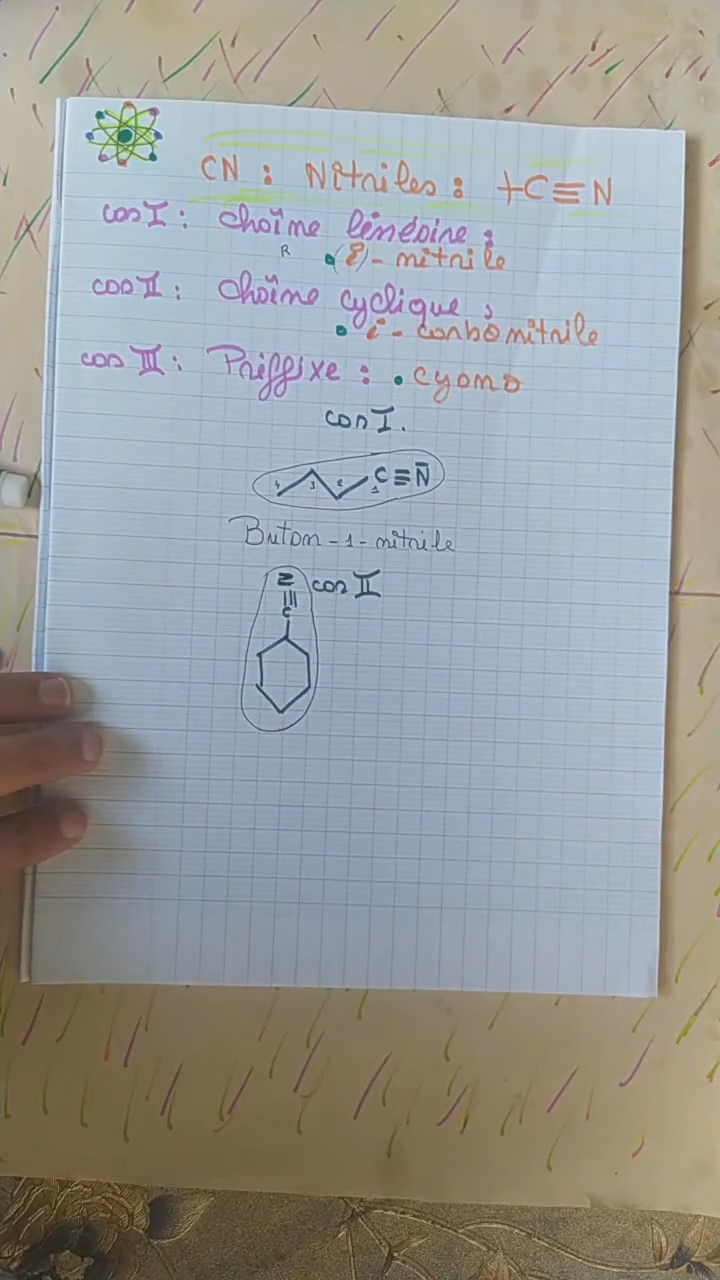 CN : Nitriles : +C≡N
cas I : Chaîne linéaire :
R
• (i) - nitrile
cas II : Chaîne cyclique :
• i - carbonitrile
cas III : Priffixe : • cyano
cas I.
4 3 2 1 C≡N̄
Butan-1-nitrile
N
cas II
|||
C